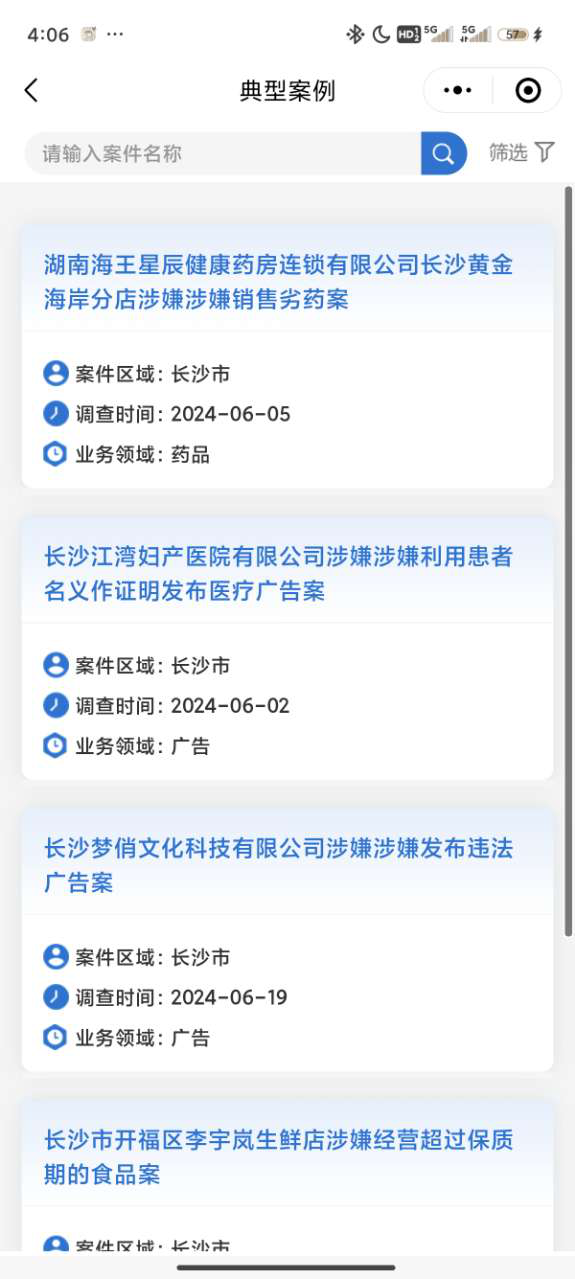 4:06 ··· HD 5G 5G 57
典型案例
请输入案件名称 筛选
湖南海王星辰健康药房连锁有限公司长沙黄金
海岸分店涉嫌涉嫌销售劣药案
案件区域：长沙市
调查时间：2024-06-05
业务领域：药品
长沙江湾妇产医院有限公司涉嫌涉嫌利用患者
名义作证明发布医疗广告案
案件区域：长沙市
调查时间：2024-06-02
业务领域：广告
长沙梦俏文化科技有限公司涉嫌涉嫌发布违法
广告案
案件区域：长沙市
调查时间：2024-06-19
业务领域：广告
长沙市开福区李宇岚生鲜店涉嫌经营超过保质
期的食品案
案件区域：长沙市